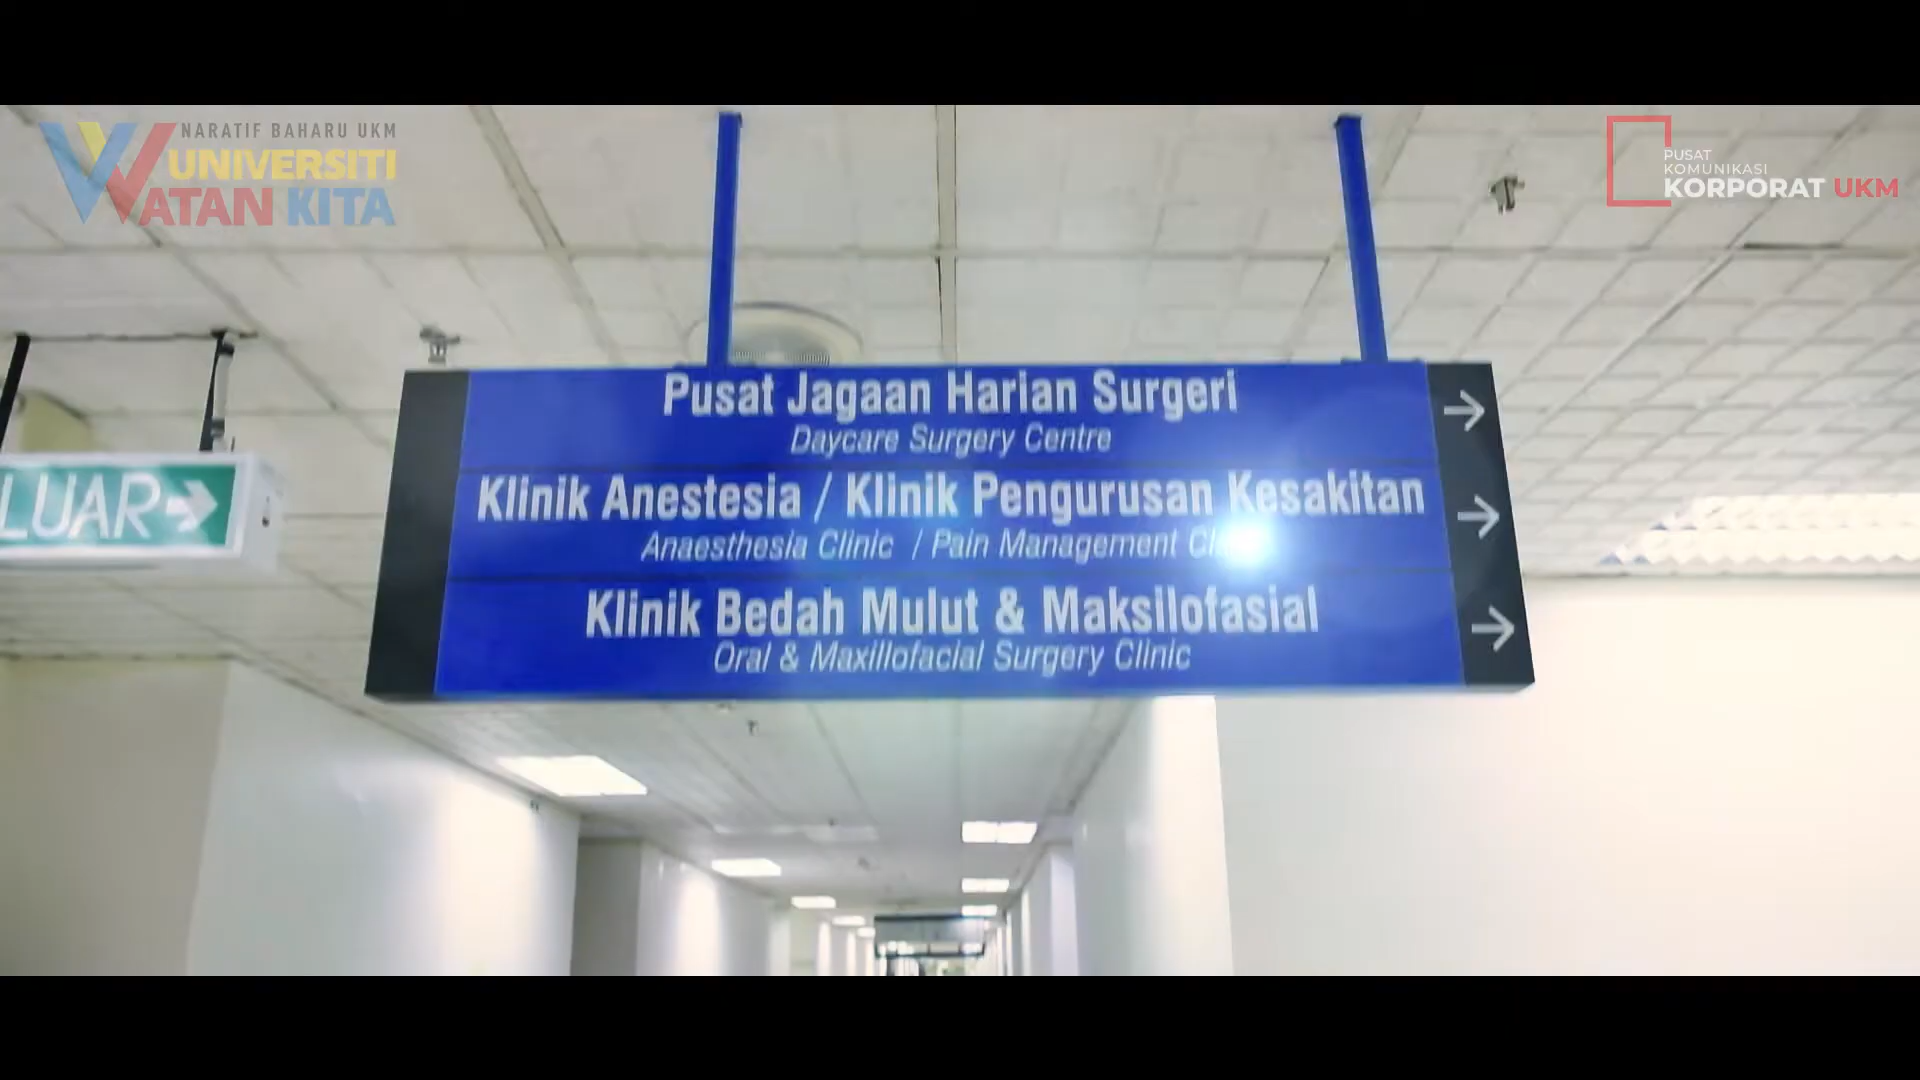 NARATIF BAHARU UKM
UNIVERSITI
WATAN KITA
PUSAT
KOMUNIKASI
KORPORAT UKM
Pusat Jagaan Harian Surgeri
Daycare Surgery Centre
Klinik Anestesia / Klinik Pengurusan Kesakitan
Anaesthesia Clinic / Pain Management
Klinik Bedah Mulut & Maksilofasial
Oral & Maxillofacial Surgery Clinic
LUAR